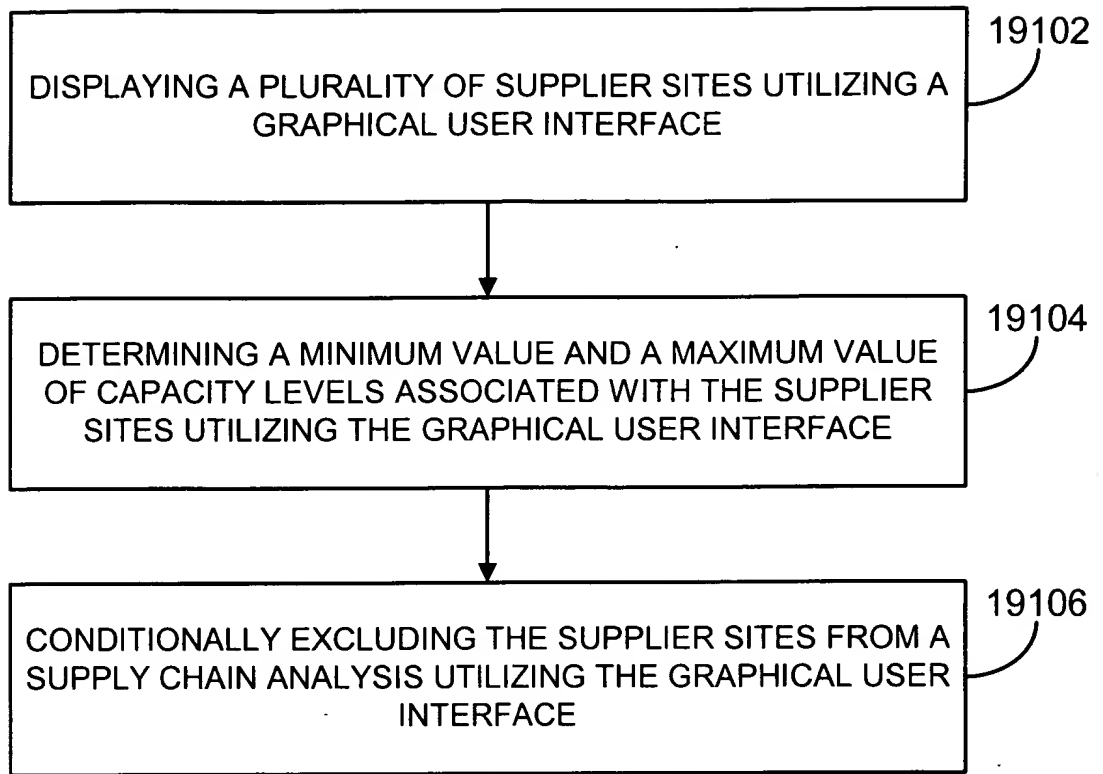 19102
DISPLAYING A PLURALITY OF SUPPLIER SITES UTILIZING A
GRAPHICAL USER INTERFACE
19104
DETERMINING A MINIMUM VALUE AND A MAXIMUM VALUE
OF CAPACITY LEVELS ASSOCIATED WITH THE SUPPLIER
SITES UTILIZING THE GRAPHICAL USER INTERFACE
19106
CONDITIONALLY EXCLUDING THE SUPPLIER SITES FROM A
SUPPLY CHAIN ANALYSIS UTILIZING THE GRAPHICAL USER
INTERFACE